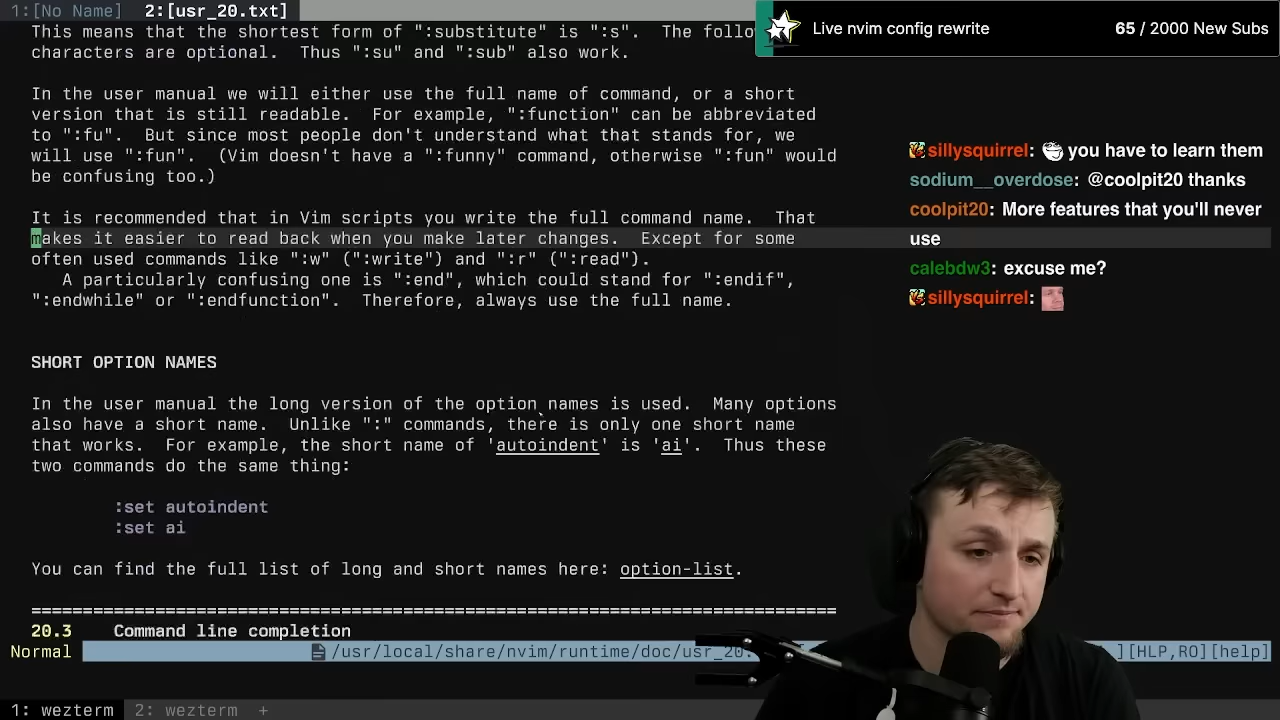 1:[No Name]  2:[usr_20.txt]
Live nvim config rewrite    65 / 2000 New Subs
This means that the shortest form of ":substitute" is ":s".  The
characters are optional.  Thus ":su" and ":sub" also work.
In the user manual we will either use the full name of command, or a short
version that is still readable.  For example, ":function" can be abbreviated
to ":fu".  But since most people don't understand what that stands for, we
will use ":fun".  (Vim doesn't have a ":funny" command, otherwise ":fun" would
be confusing too.)
It is recommended that in Vim scripts you write the full command name.  That
makes it easier to read back when you make later changes.  Except for some
often used commands like ":w" (":write") and ":r" (":read").
A particularly confusing one is ":end", which could stand for ":endif",
":endwhile" or ":endfunction".  Therefore, always use the full name.
SHORT OPTION NAMES
In the user manual the long version of the option names is used.  Many options
also have a short name.  Unlike ":" commands, there is only one short name
that works.  For example, the short name of 'autoindent' is 'ai'.  Thus these
two commands do the same thing:
:set autoindent
:set ai
You can find the full list of long and short names here: option-list.
==============================================================================
20.3    Command line completion
Normal    /usr/local/share/nvim/runtime/doc/usr_20. ][HLP,RO][help]
1: wezterm  2: wezterm  +
sillysquirrel: you have to learn them
sodium__overdose: @coolpit20 thanks
coolpit20: More features that you'll never
use
calebdw3: excuse me?
sillysquirrel: